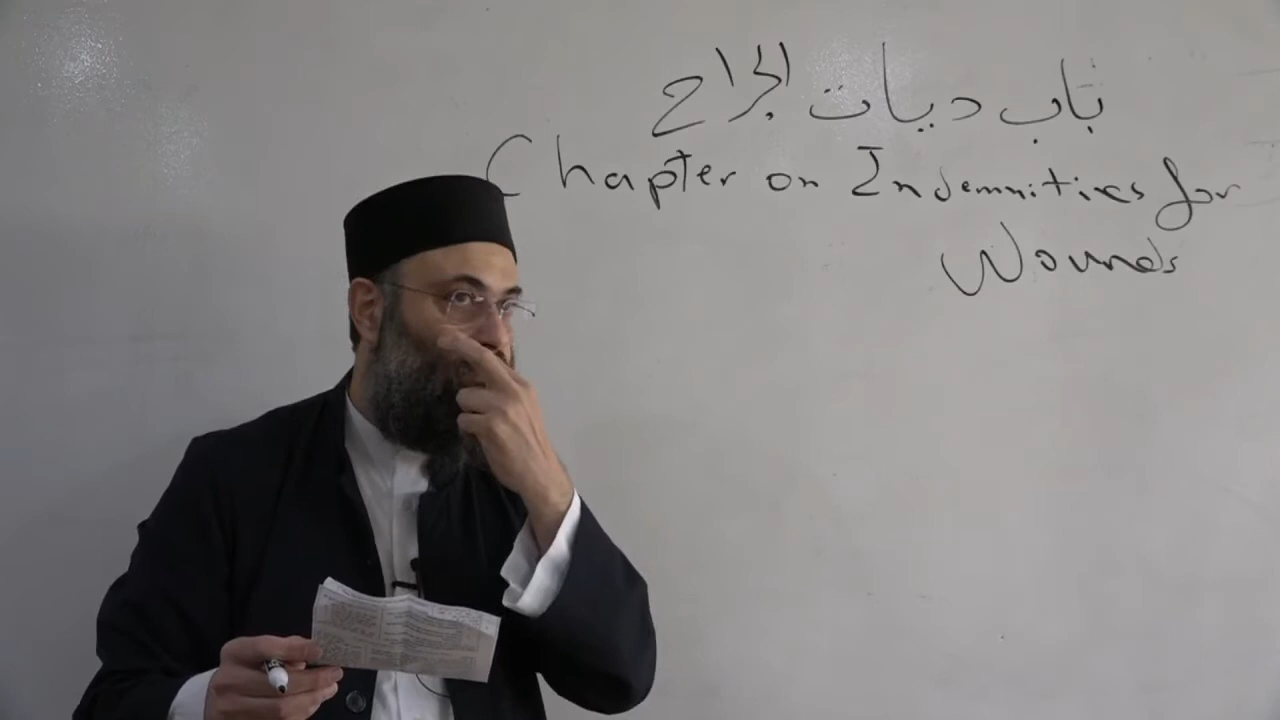 باب ديات الجراح
Chapter on Indemnities for
Wounds